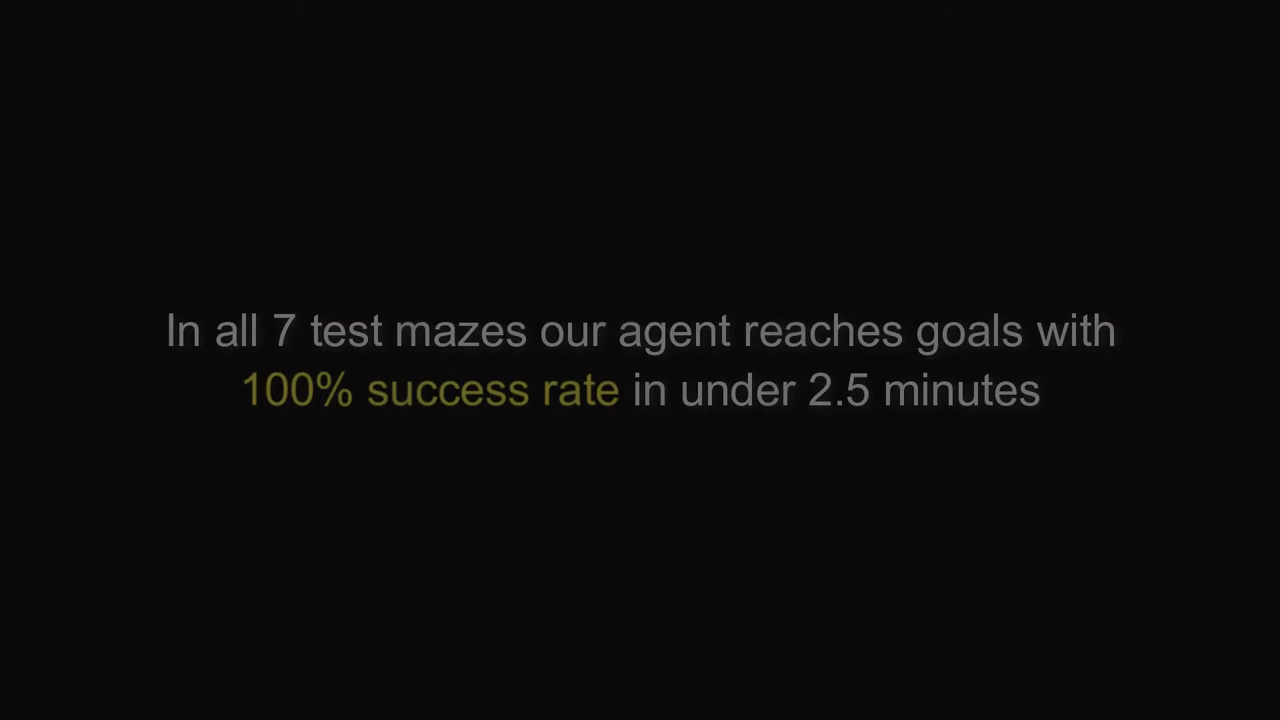 In all 7 test mazes our agent reaches goals with
100% success rate in under 2.5 minutes